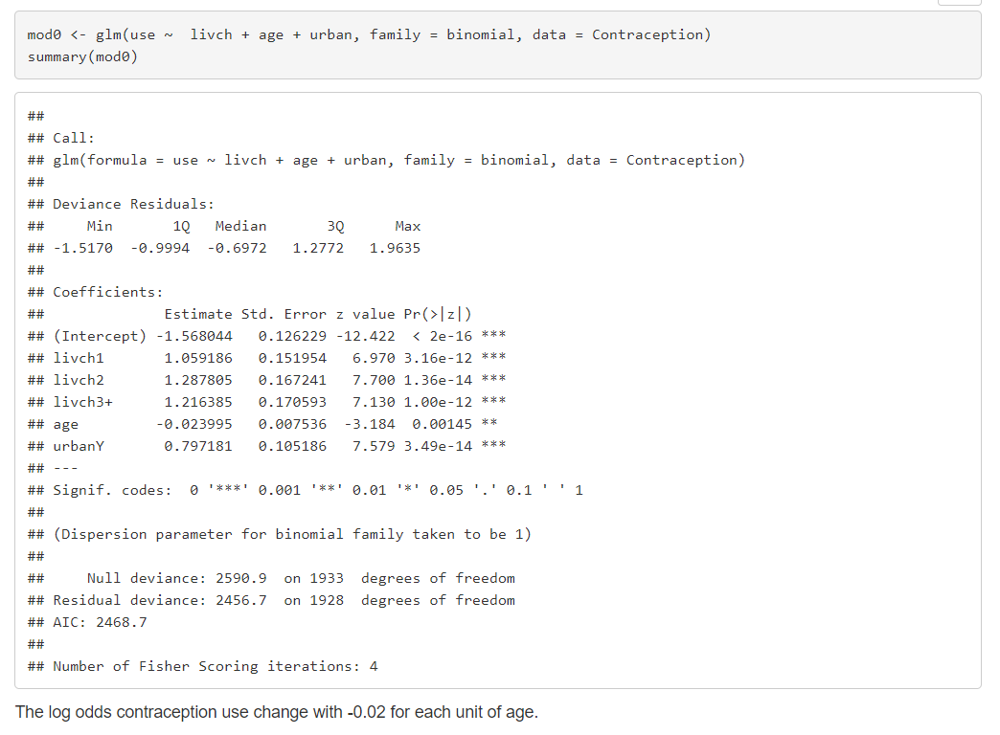 mod0 <- glm(use ~  livch + age + urban, family = binomial, data = Contraception)
summary(mod0)
##
## Call:
## glm(formula = use ~ livch + age + urban, family = binomial, data = Contraception)
##
## Deviance Residuals:
##     Min       1Q   Median       3Q      Max
## -1.5170  -0.9994  -0.6972   1.2772   1.9635
##
## Coefficients:
##              Estimate Std. Error z value Pr(>|z|)
## (Intercept) -1.568044   0.126229 -12.422  < 2e-16 ***
## livch1       1.059186   0.151954   6.970 3.16e-12 ***
## livch2       1.287805   0.167241   7.700 1.36e-14 ***
## livch3+      1.216385   0.170593   7.130 1.00e-12 ***
## age         -0.023995   0.007536  -3.184  0.00145 **
## urbanY       0.797181   0.105186   7.579 3.49e-14 ***
## ---
## Signif. codes:  0 '***' 0.001 '**' 0.01 '*' 0.05 '.' 0.1 ' ' 1
##
## (Dispersion parameter for binomial family taken to be 1)
##
##     Null deviance: 2590.9  on 1933  degrees of freedom
## Residual deviance: 2456.7  on 1928  degrees of freedom
## AIC: 2468.7
##
## Number of Fisher Scoring iterations: 4
The log odds contraception use change with -0.02 for each unit of age.